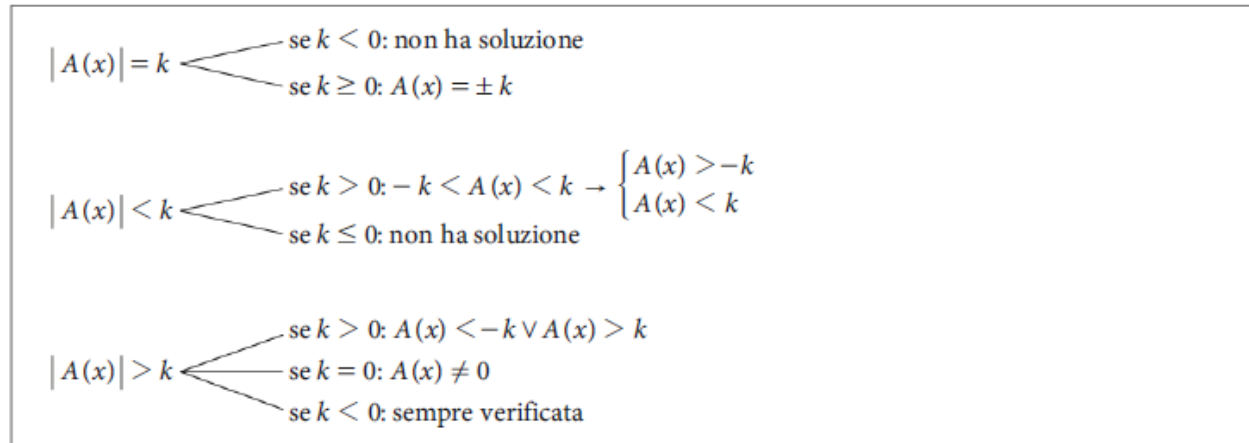 |A(x)| = k
se k < 0: non ha soluzione
se k ≥ 0: A(x) = ± k
|A(x)| < k
se k > 0: − k < A(x) < k → { A(x) > −k
A(x) < k
se k ≤ 0: non ha soluzione
|A(x)| > k
se k > 0: A(x) < −k ∨ A(x) > k
se k = 0: A(x) ≠ 0
se k < 0: sempre verificata